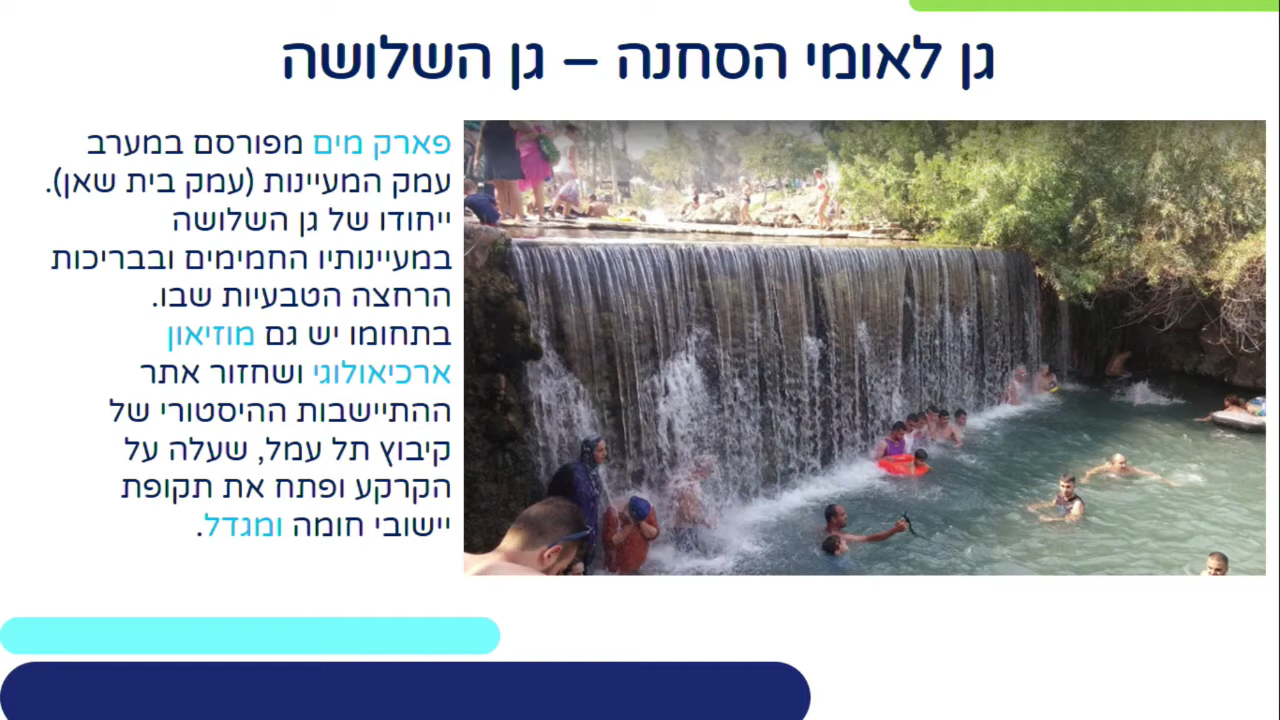 גן לאומי הסחנה – גן השלושה
פארק מים מפורסם במערב
עמק המעיינות (עמק בית שאן).
ייחודו של גן השלושה
במעיינותיו החמימים ובבריכות
הרחצה הטבעיות שבו.
בתחומו יש גם מוזיאון
ארכיאולוגי ושחזור אתר
ההתיישבות ההיסטורי של
קיבוץ תל עמל, שעלה על
הקרקע ופתח את תקופת
יישובי חומה ומגדל.